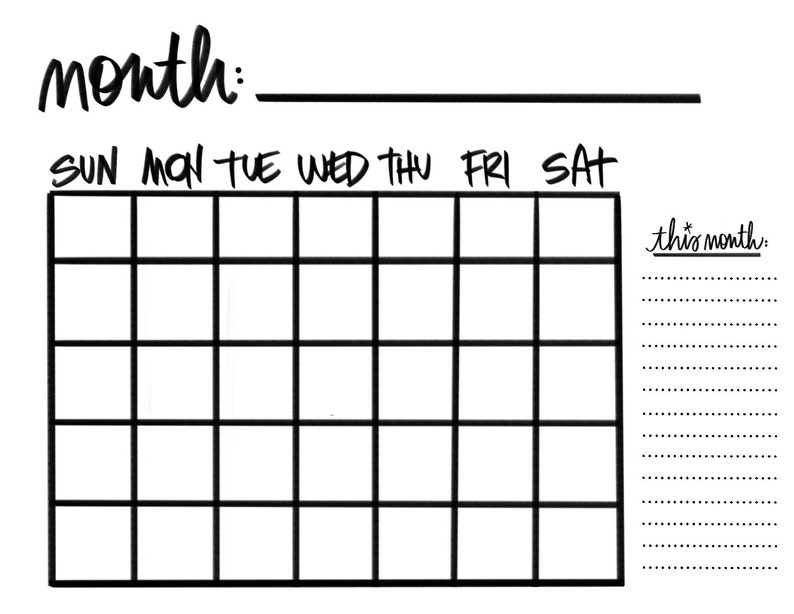 month:
SUN MON TUE WED THU FRI SAT
this month: